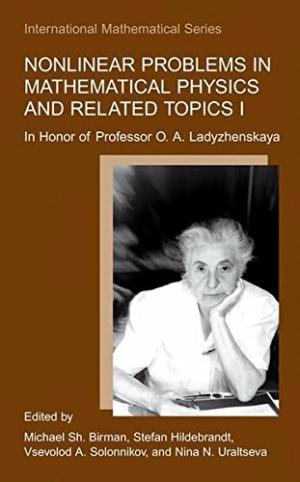 International Mathematical Series
NONLINEAR PROBLEMS IN
MATHEMATICAL PHYSICS
AND RELATED TOPICS I
In Honor of Professor O. A. Ladyzhenskaya
Edited by
Michael Sh. Birman, Stefan Hildebrandt,
Vsevolod A. Solonnikov, and Nina N. Uraltseva